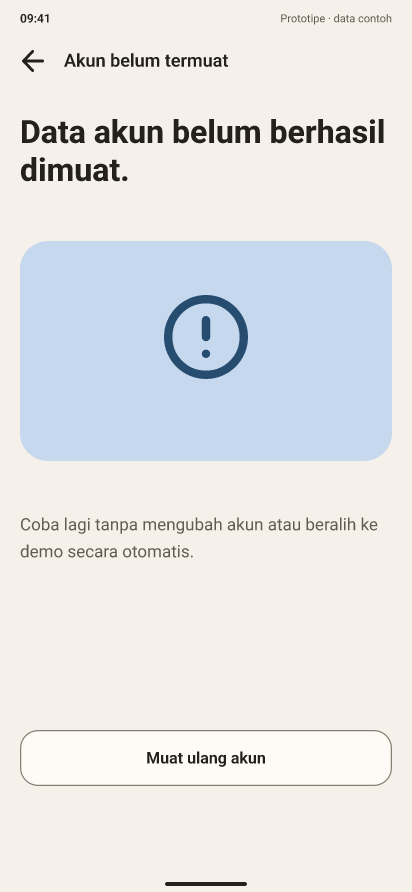 09:41
Prototipe · data contoh
Akun belum termuat
Data akun belum berhasil
dimuat.
Coba lagi tanpa mengubah akun atau beralih ke
demo secara otomatis.
Muat ulang akun